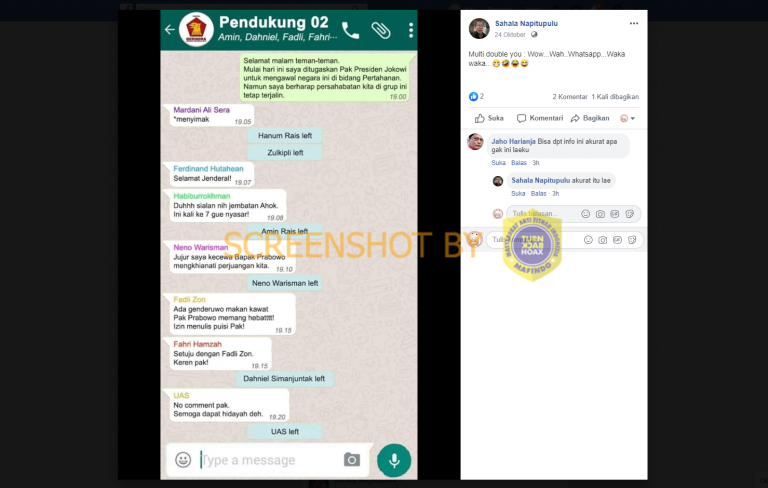 Pendukung 02
Amin, Dahniel, Fadli, Fahri···
GERINDRA
Selamat malam teman-teman.
Mulai hari ini saya ditugaskan Pak Presiden Jokowi
untuk mengawal negara ini di bidang Pertahanan.
Namun saya berharap persahabatan kita di grup ini
tetap terjalin.
19.00
Mardani Ali Sera
*menyimak
19.05
Hanum Rais left
Zulkipli left
Ferdinand Hutahean
Selamat Jenderal!
19.07
Habiburrokhman
Duhhh sialan nih jembatan Ahok.
Ini kali ke 7 gue nyasar!
19.08
Amin Rais left
Neno Warisman
Jujur saya kecewa Bapak Prabowo
mengkhianati perjuangan kita.
19.10
Neno Warisman left
Fadli Zon
Ada genderuwo makan kawat
Pak Prabowo memang hebatttt!
Izin menulis puisi Pak!
19.15
Fahri Hamzah
Setuju dengan Fadli Zon.
Keren pak!
19.15
Dahniel Simanjuntak left
UAS
No comment pak.
Semoga dapat hidayah deh.
19.20
UAS left
Type a message
SCREENSHOT BY
MASYARAKAT ANTI FITNAH INDONESIA
TURN
BACK
HOAX
MAFINDO
Sahala Napitupulu
24 Oktober ·
Multi double you : Wow...Wah..Whatsapp...Waka
waka...😁🤣😂😅
2
2 Komentar 1 Kali dibagikan
Suka Komentari Bagikan
Jaho Harianja Bisa dpt info ini akurat apa
gak ini laeku
Suka · Balas · 3h
Sahala Napitupulu akurat itu lae
Suka · Balas · 3h
Tulis balasan...